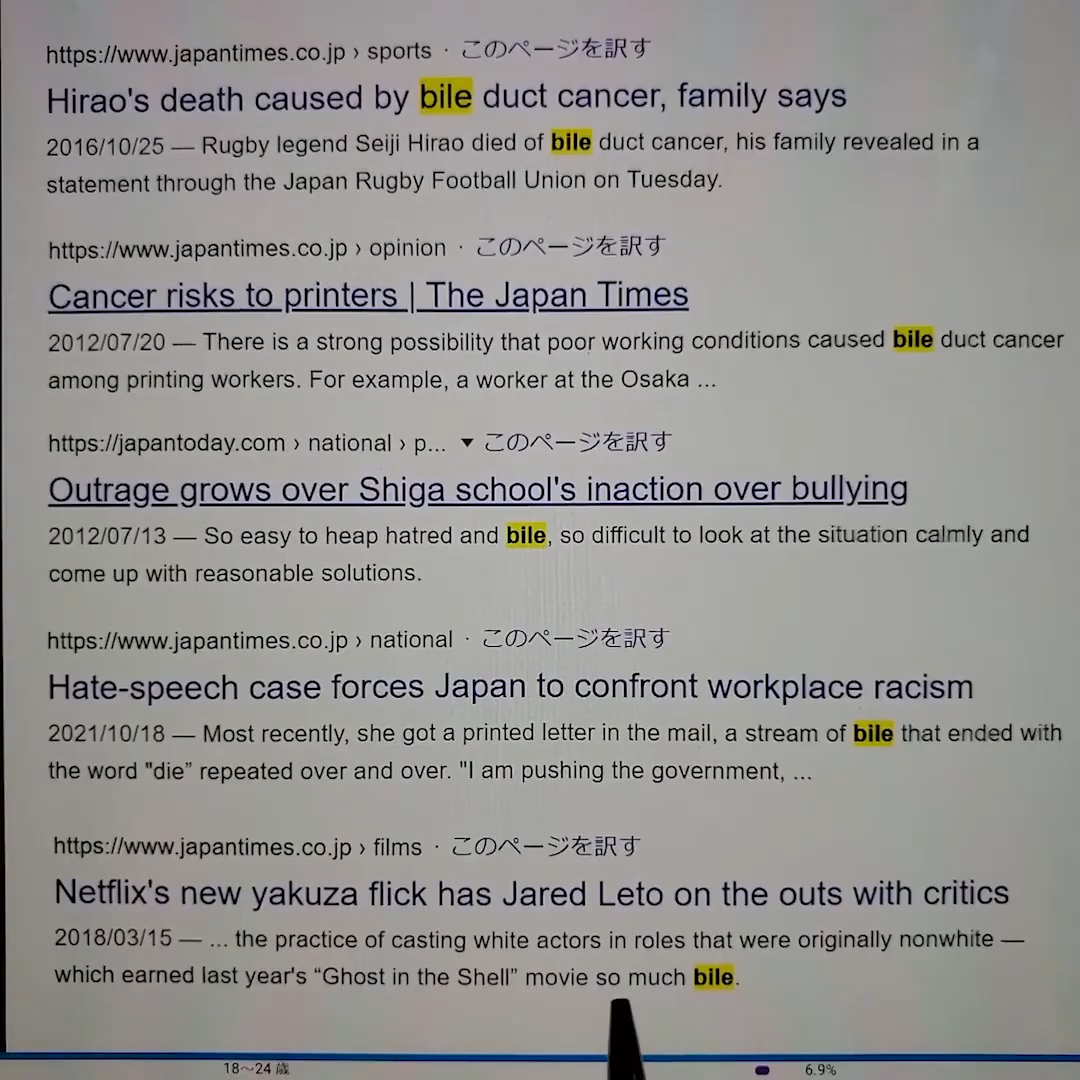 https://www.japantimes.co.jp › sports · このページを訳す
Hirao's death caused by bile duct cancer, family says
2016/10/25 — Rugby legend Seiji Hirao died of bile duct cancer, his family revealed in a
statement through the Japan Rugby Football Union on Tuesday.
https://www.japantimes.co.jp › opinion · このページを訳す
Cancer risks to printers | The Japan Times
2012/07/20 — There is a strong possibility that poor working conditions caused bile duct cancer
among printing workers. For example, a worker at the Osaka ...
https://japantoday.com › national › p... ▼ このページを訳す
Outrage grows over Shiga school's inaction over bullying
2012/07/13 — So easy to heap hatred and bile, so difficult to look at the situation calmly and
come up with reasonable solutions.
https://www.japantimes.co.jp › national · このページを訳す
Hate-speech case forces Japan to confront workplace racism
2021/10/18 — Most recently, she got a printed letter in the mail, a stream of bile that ended with
the word "die” repeated over and over. "I am pushing the government, ...
https://www.japantimes.co.jp › films · このページを訳す
Netflix's new yakuza flick has Jared Leto on the outs with critics
2018/03/15 — ... the practice of casting white actors in roles that were originally nonwhite —
which earned last year's “Ghost in the Shell” movie so much bile.
18～24 歳 6.9%